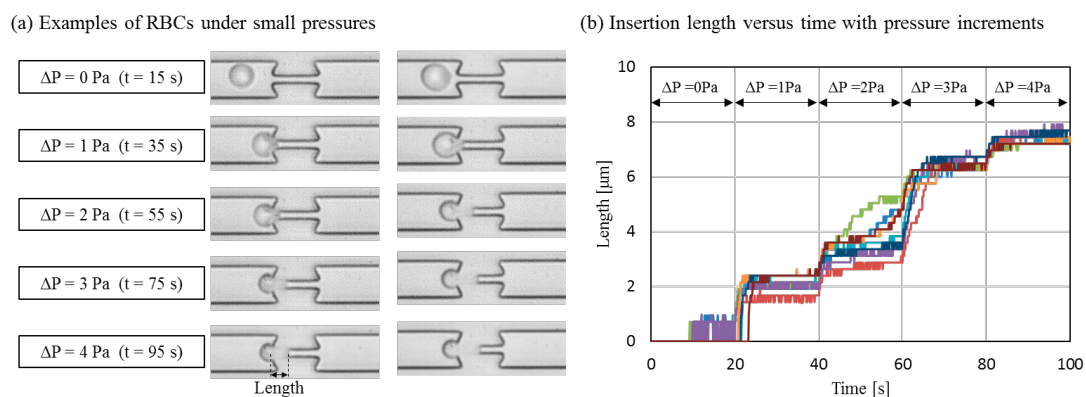 (a) Examples of RBCs under small pressures
ΔP = 0 Pa (t = 15 s)
ΔP = 1 Pa (t = 35 s)
ΔP = 2 Pa (t = 55 s)
ΔP = 3 Pa (t = 75 s)
ΔP = 4 Pa (t = 95 s)
Length
(b) Insertion length versus time with pressure increments
ΔP =0Pa ΔP =1Pa ΔP =2Pa ΔP =3Pa ΔP =4Pa
Length [μm]
10
8
6
4
2
0
0 20 40 60 80 100
Time [s]